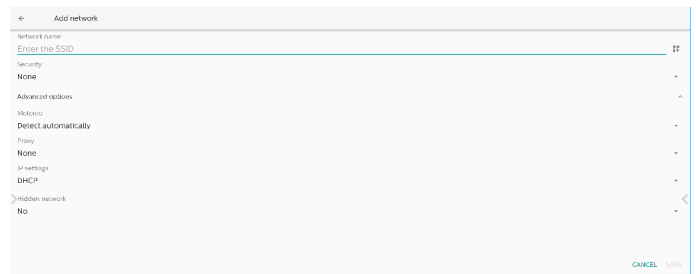 Add network
Network name
Enter the SSID
Security
None
Advanced options
Metered
Detect automatically
Proxy
None
IP settings
DHCP
Hidden network
No
CANCEL SAVE